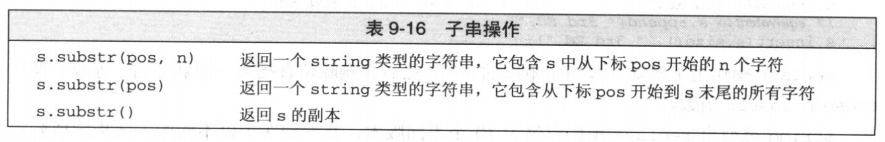 表 9-16 子串操作
s.substr(pos, n) 返回一个 string 类型的字符串，它包含 s 中从下标 pos 开始的 n 个字符
s.substr(pos) 返回一个 string 类型的字符串，它包含从下标 pos 开始到 s 末尾的所有字符
s.substr() 返回 s 的副本